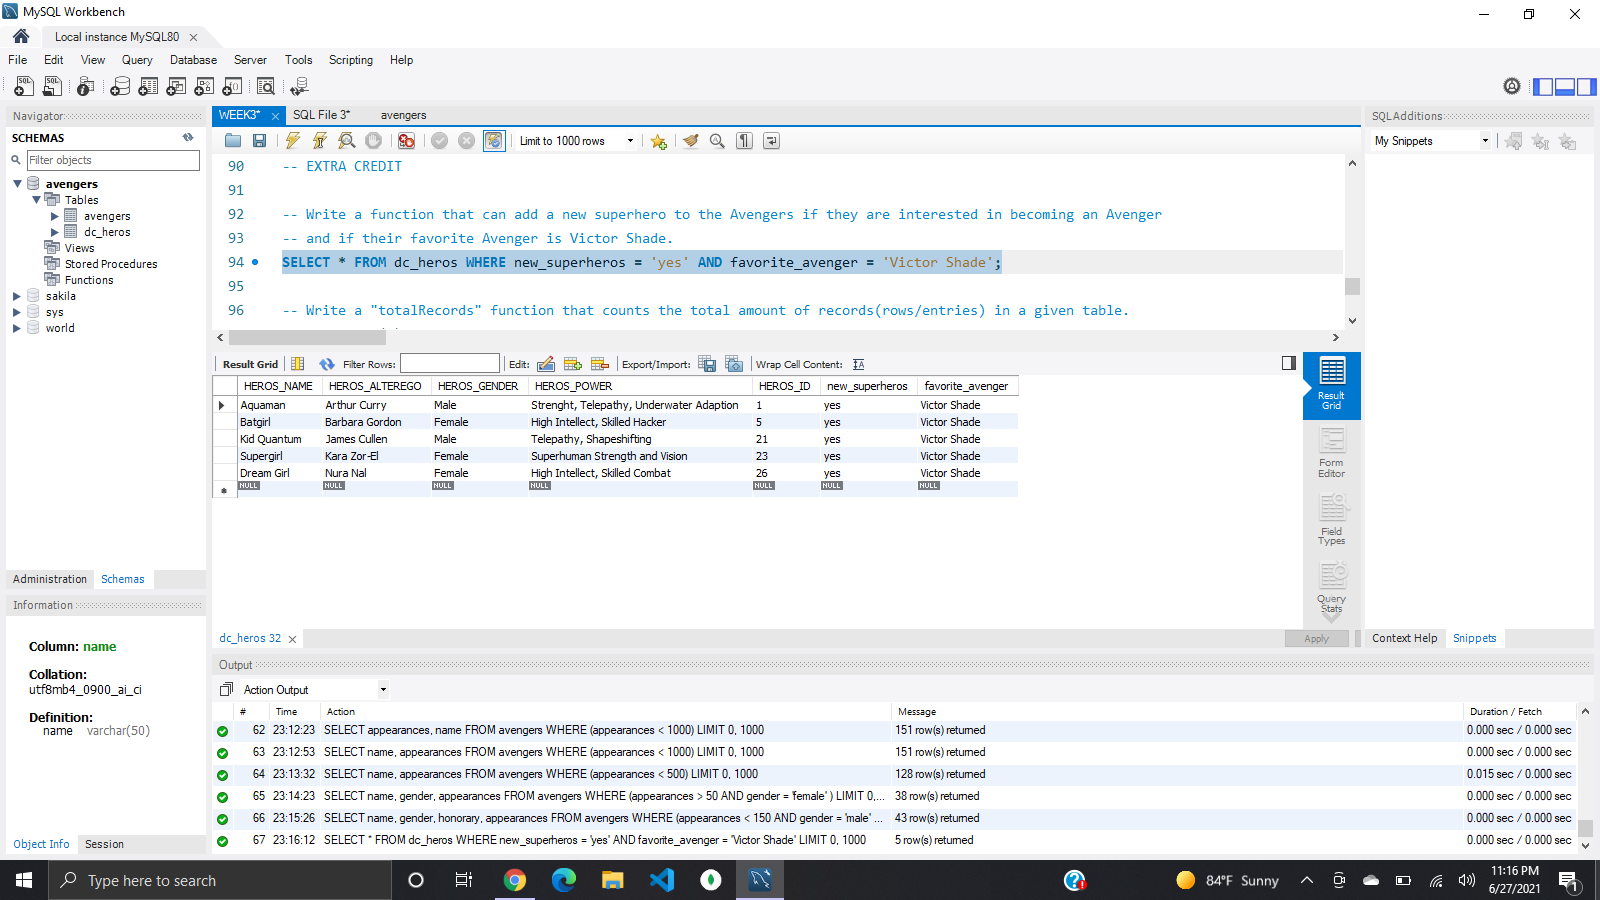 MySQL Workbench
Local instance MySQL80
File Edit View Query Database Server Tools Scripting Help
Navigator
SCHEMAS
Filter objects
avengers
Tables
avengers
dc_heros
Views
Stored Procedures
Functions
sakila
sys
world
Administration Schemas
Information
Column: name
Collation:
utf8mb4_0900_ai_ci
Definition:
name varchar(50)
Object Info Session
WEEK3* SQL File 3* avengers
Limit to 1000 rows
90 -- EXTRA CREDIT
91
92 -- Write a function that can add a new superhero to the Avengers if they are interested in becoming an Avenger
93 -- and if their favorite Avenger is Victor Shade.
94 SELECT * FROM dc_heros WHERE new_superheros = 'yes' AND favorite_avenger = 'Victor Shade';
95
96 -- Write a "totalRecords" function that counts the total amount of records(rows/entries) in a given table.
Result Grid Filter Rows: Edit: Export/Import: Wrap Cell Content:
HEROS_NAME HEROS_ALTEREGO HEROS_GENDER HEROS_POWER HEROS_ID new_superheros favorite_avenger
Aquaman Arthur Curry Male Strenght, Telepathy, Underwater Adaption 1 yes Victor Shade
Batgirl Barbara Gordon Female High Intellect, Skilled Hacker 5 yes Victor Shade
Kid Quantum James Cullen Male Telepathy, Shapeshifting 21 yes Victor Shade
Supergirl Kara Zor-El Female Superhuman Strength and Vision 23 yes Victor Shade
Dream Girl Nura Nal Female High Intellect, Skilled Combat 26 yes Victor Shade
NULL NULL NULL NULL NULL NULL NULL
Result
Grid
Form
Editor
Field
Types
Query
Stats
dc_heros 32
Apply
SQLAdditions
My Snippets
Context Help Snippets
Output
Action Output
# Time Action Message Duration / Fetch
62 23:12:23 SELECT appearances, name FROM avengers WHERE (appearances < 1000) LIMIT 0, 1000 151 row(s) returned 0.000 sec / 0.000 sec
63 23:12:53 SELECT name, appearances FROM avengers WHERE (appearances < 1000) LIMIT 0, 1000 151 row(s) returned 0.000 sec / 0.000 sec
64 23:13:32 SELECT name, appearances FROM avengers WHERE (appearances < 500) LIMIT 0, 1000 128 row(s) returned 0.015 sec / 0.000 sec
65 23:14:23 SELECT name, gender, appearances FROM avengers WHERE (appearances > 50 AND gender = 'female' ) LIMIT 0,... 38 row(s) returned 0.000 sec / 0.000 sec
66 23:15:26 SELECT name, gender, honorary, appearances FROM avengers WHERE (appearances < 150 AND gender = 'male' ... 43 row(s) returned 0.000 sec / 0.000 sec
67 23:16:12 SELECT * FROM dc_heros WHERE new_superheros = 'yes' AND favorite_avenger = 'Victor Shade' LIMIT 0, 1000 5 row(s) returned 0.000 sec / 0.000 sec
Type here to search
84°F Sunny
11:16 PM
6/27/2021
1